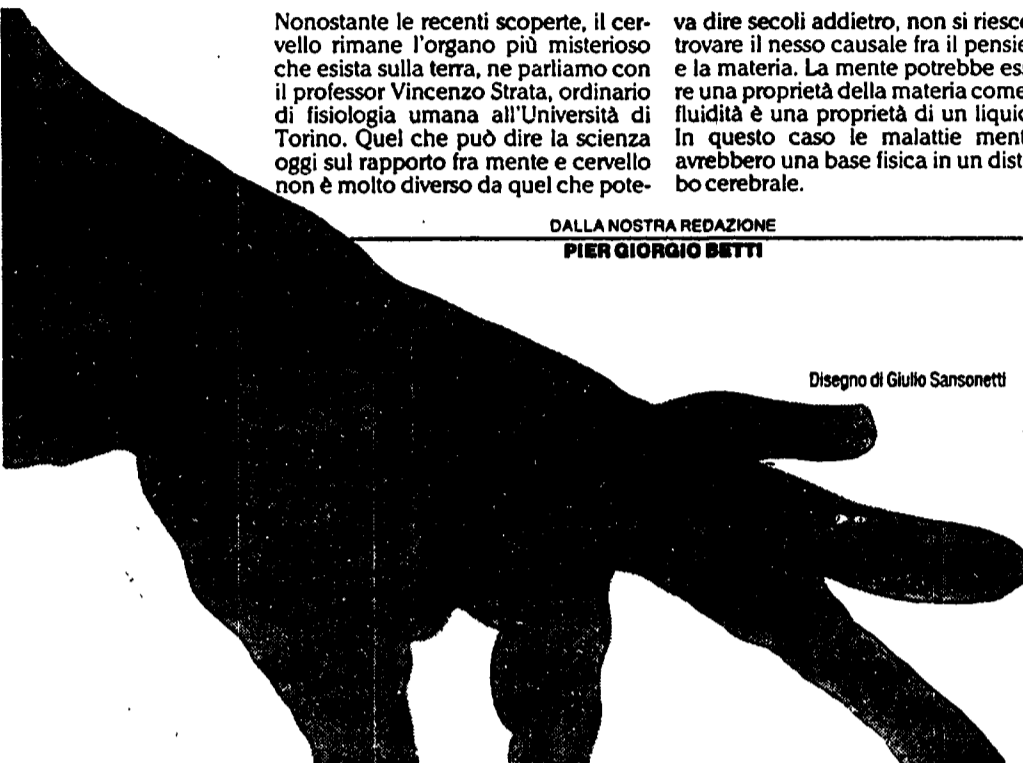 Nonostante le recenti scoperte, il cer-
vello rimane l'organo più misterioso
che esista sulla terra, ne parliamo con
il professor Vincenzo Strata, ordinario
di fisiologia umana all'Università di
Torino. Quel che può dire la scienza
oggi sul rapporto fra mente e cervello
non è molto diverso da quel che pote-
va dire secoli addietro, non si riesce
trovare il nesso causale fra il
e la materia. La mente potrebbe
re una proprietà della materia come
fluidità è una proprietà di un
In questo caso le malattie
avrebbero una base fisica in un
bo cerebrale.
DALLA NOSTRA REDAZIONE
PIER GIORGIO BETTI
Disegno di Giulio Sansonetti